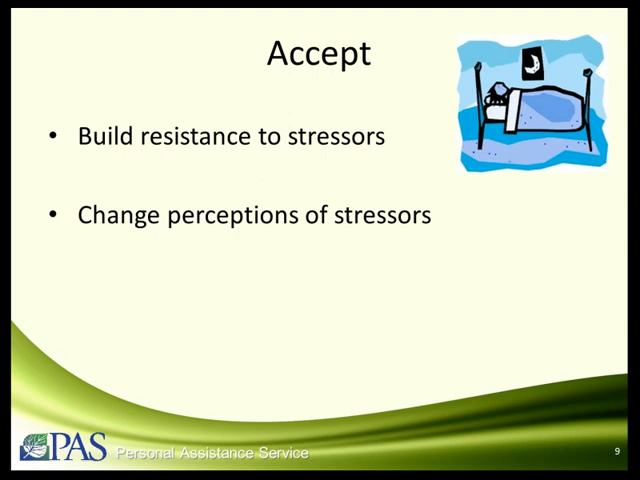 Accept
• Build resistance to stressors
• Change perceptions of stressors
PAS Personal Assistance Service
9